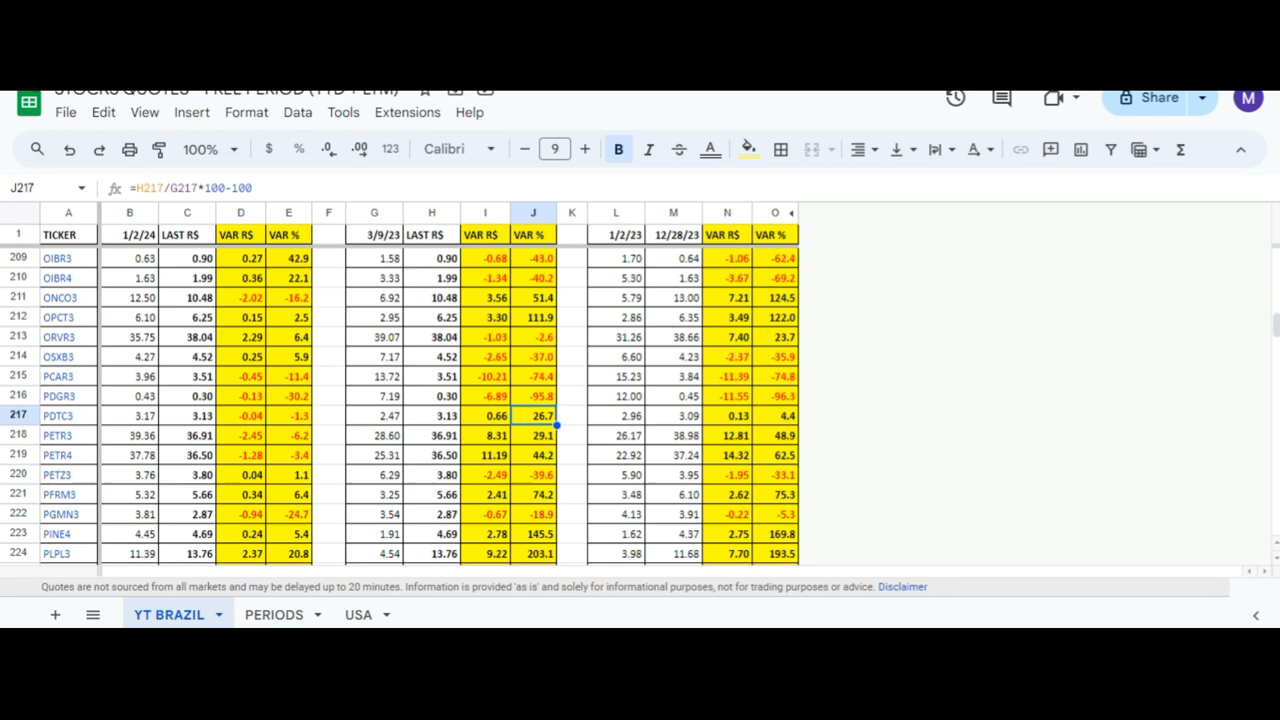 STOCKS QUOTES - FREE PERIOD (YTD + LTM)
File Edit View Insert Format Data Tools Extensions Help
Share M
100% $ % .0 .00 123 Calibri 9 B I S A
J217 fx =H217/G217*100-100
A B C D E F G H I J K L M N O
1 TICKER 1/2/24 LAST R$ VAR R$ VAR % 3/9/23 LAST R$ VAR R$ VAR % 1/2/23 12/28/23 VAR R$ VAR %
209 OIBR3 0.63 0.90 0.27 42.9 1.58 0.90 -0.68 -43.0 1.70 0.64 -1.06 -62.4
210 OIBR4 1.63 1.99 0.36 22.1 3.33 1.99 -1.34 -40.2 5.30 1.63 -3.67 -69.2
211 ONCO3 12.50 10.48 -2.02 -16.2 6.92 10.48 3.56 51.4 5.79 13.00 7.21 124.5
212 OPCT3 6.10 6.25 0.15 2.5 2.95 6.25 3.30 111.9 2.86 6.35 3.49 122.0
213 ORVR3 35.75 38.04 2.29 6.4 39.07 38.04 -1.03 -2.6 31.26 38.66 7.40 23.7
214 OSXB3 4.27 4.52 0.25 5.9 7.17 4.52 -2.65 -37.0 6.60 4.23 -2.37 -35.9
215 PCAR3 3.96 3.51 -0.45 -11.4 13.72 3.51 -10.21 -74.4 15.23 3.84 -11.39 -74.8
216 PDGR3 0.43 0.30 -0.13 -30.2 7.19 0.30 -6.89 -95.8 12.00 0.45 -11.55 -96.3
217 PDTC3 3.17 3.13 -0.04 -1.3 2.47 3.13 0.66 26.7 2.96 3.09 0.13 4.4
218 PETR3 39.36 36.91 -2.45 -6.2 28.60 36.91 8.31 29.1 26.17 38.98 12.81 48.9
219 PETR4 37.78 36.50 -1.28 -3.4 25.31 36.50 11.19 44.2 22.92 37.24 14.32 62.5
220 PETZ3 3.76 3.80 0.04 1.1 6.29 3.80 -2.49 -39.6 5.90 3.95 -1.95 -33.1
221 PFRM3 5.32 5.66 0.34 6.4 3.25 5.66 2.41 74.2 3.48 6.10 2.62 75.3
222 PGMN3 3.81 2.87 -0.94 -24.7 3.54 2.87 -0.67 -18.9 4.13 3.91 -0.22 -5.3
223 PINE4 4.45 4.69 0.24 5.4 1.91 4.69 2.78 145.5 1.62 4.37 2.75 169.8
224 PLPL3 11.39 13.76 2.37 20.8 4.54 13.76 9.22 203.1 3.98 11.68 7.70 193.5
Quotes are not sourced from all markets and may be delayed up to 20 minutes. Information is provided 'as is' and solely for informational purposes, not for trading purposes or advice. Disclaimer
YT BRAZIL PERIODS USA